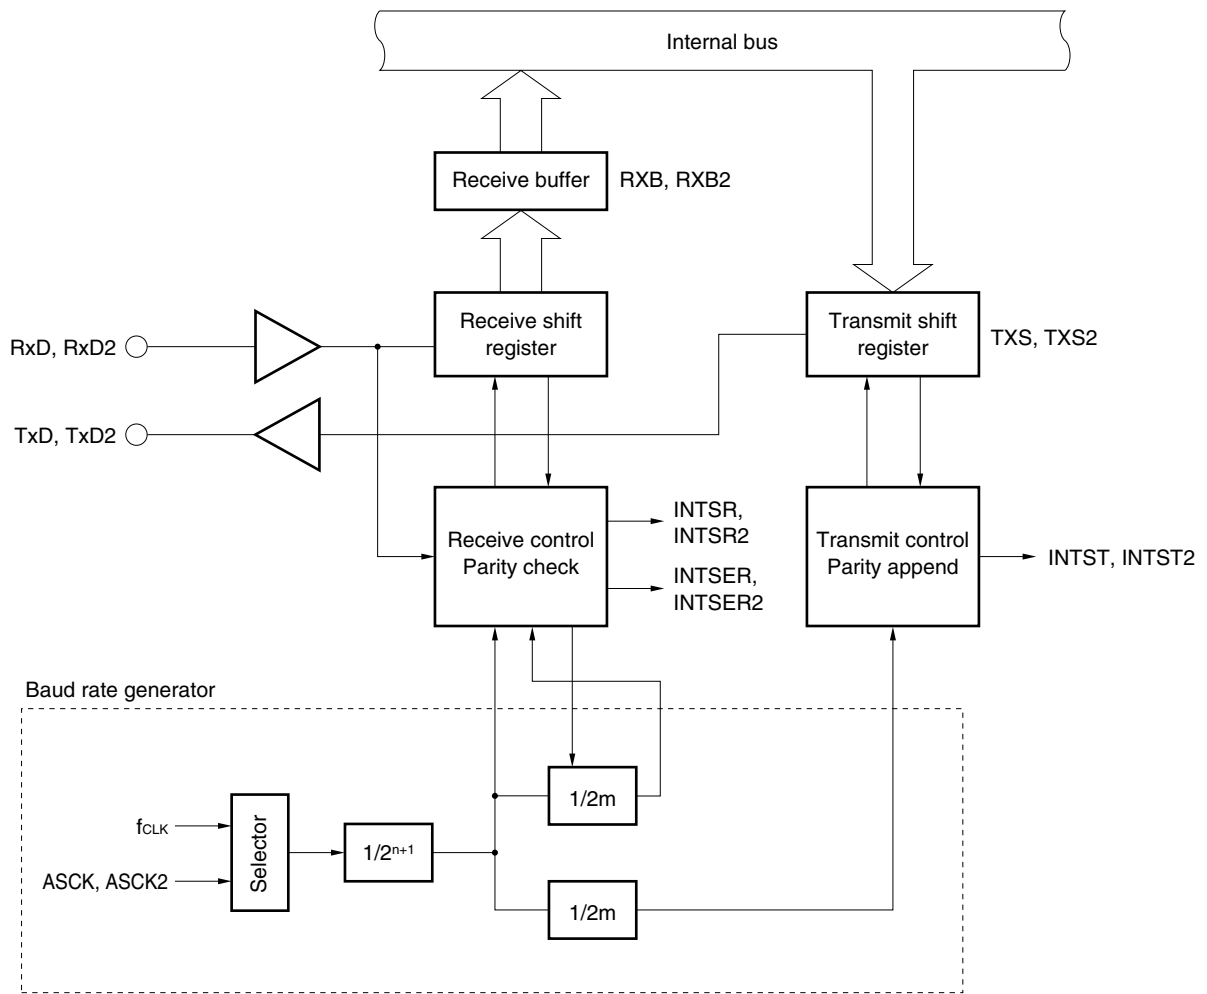 Internal bus
Receive buffer
RXB, RXB2
Receive shift
register
Transmit shift
register
TXS, TXS2
RxD, RxD2
TxD, TxD2
Receive control
Parity check
INTSR,
INTSR2
INTSER,
INTSER2
Transmit control
Parity append
INTST, INTST2
Baud rate generator
1/2m
fCLK
ASCK, ASCK2
Selector
1/2ⁿ⁺¹
1/2m